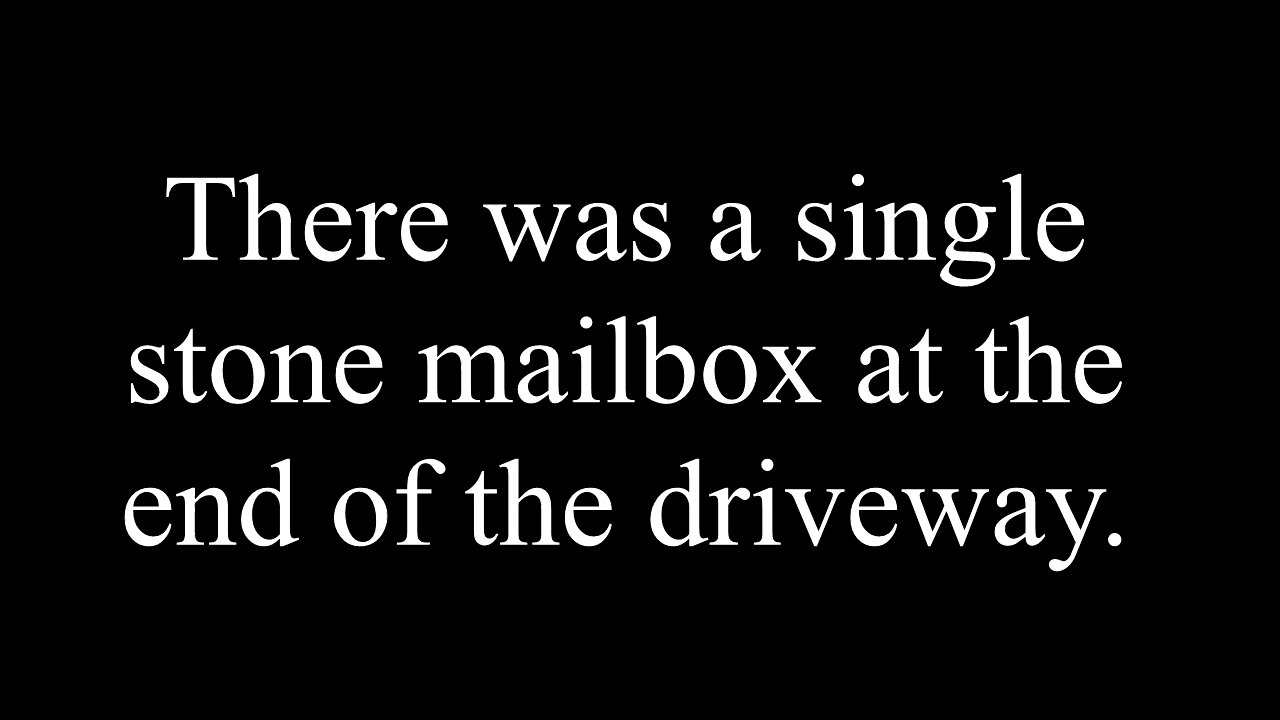 There was a single
stone mailbox at the
end of the driveway.